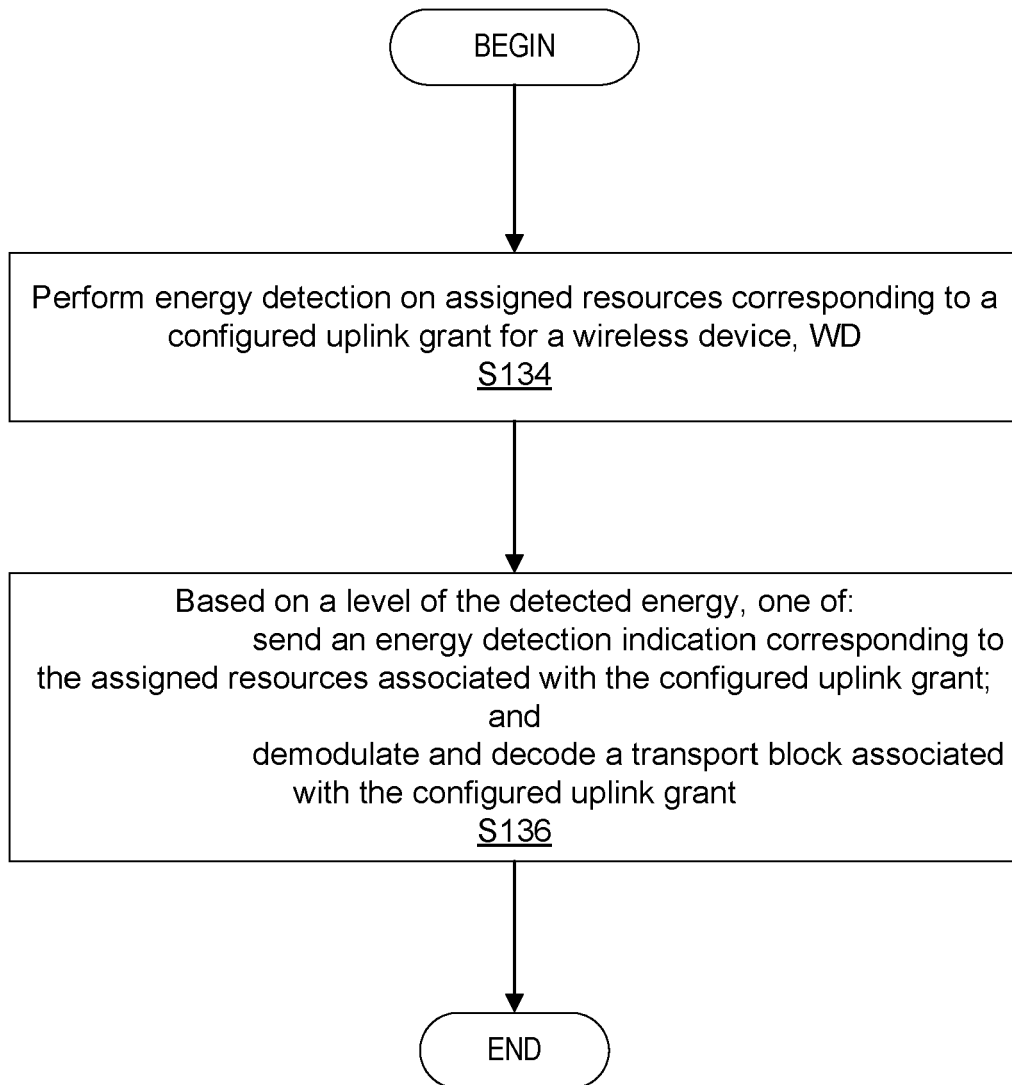 BEGIN
Perform energy detection on assigned resources corresponding to a
configured uplink grant for a wireless device, WD
S134
Based on a level of the detected energy, one of:
send an energy detection indication corresponding to
the assigned resources associated with the configured uplink grant;
and
demodulate and decode a transport block associated
with the configured uplink grant
S136
END